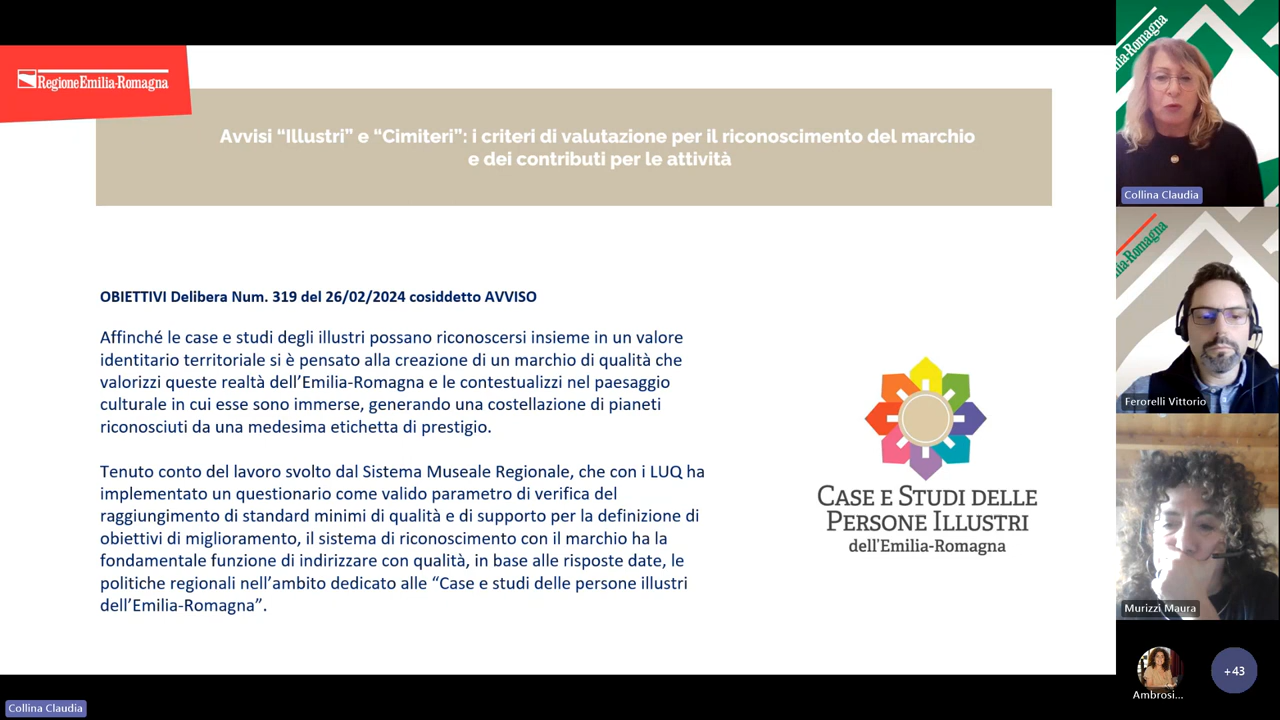 RegioneEmilia-Romagna
Avvisi “Illustri” e “Cimiteri”: i criteri di valutazione per il riconoscimento del marchio
e dei contributi per le attività
OBIETTIVI Delibera Num. 319 del 26/02/2024 cosiddetto AVVISO
Affinché le case e studi degli illustri possano riconoscersi insieme in un valore
identitario territoriale si è pensato alla creazione di un marchio di qualità che
valorizzi queste realtà dell’Emilia-Romagna e le contestualizzi nel paesaggio
culturale in cui esse sono immerse, generando una costellazione di pianeti
riconosciuti da una medesima etichetta di prestigio.
Tenuto conto del lavoro svolto dal Sistema Museale Regionale, che con i LUQ ha
implementato un questionario come valido parametro di verifica del
raggiungimento di standard minimi di qualità e di supporto per la definizione di
obiettivi di miglioramento, il sistema di riconoscimento con il marchio ha la
fondamentale funzione di indirizzare con qualità, in base alle risposte date, le
politiche regionali nell’ambito dedicato alle “Case e studi delle persone illustri
dell’Emilia-Romagna”.
CASE E STUDI DELLE
PERSONE ILLUSTRI
dell'Emilia-Romagna
ilia-Romagna
Collina Claudia
ilia-Romagna
Ferorelli Vittorio
Murizzi Maura
Ambrosi...
+43
Collina Claudia